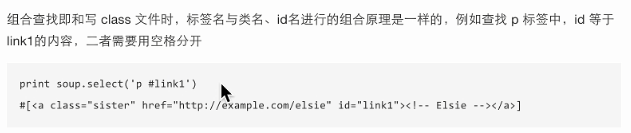 组合查找即和写 class 文件时，标签名与类名、id名进行的组合原理是一样的，例如查找 p 标签中，id 等于
link1的内容，二者需要用空格分开
print soup.select('p #link1')
#[<a class="sister" href="http://example.com/elsie" id="link1"><!-- Elsie --></a>]